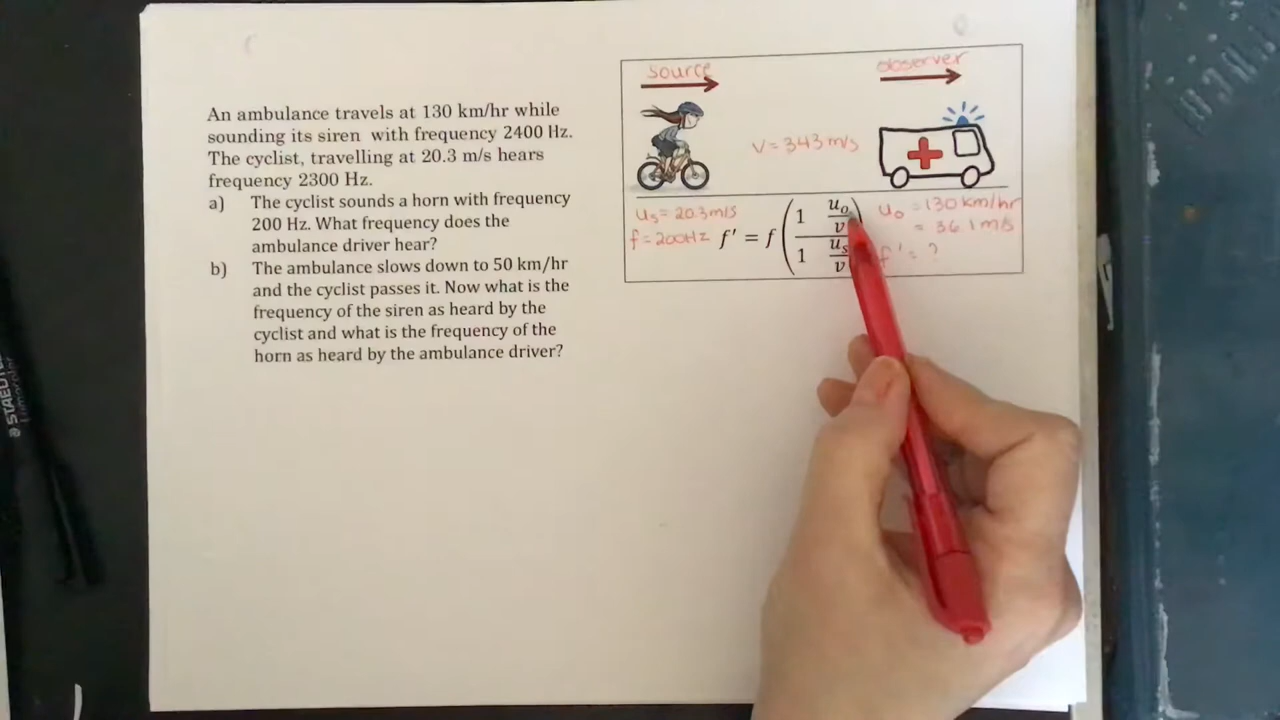 An ambulance travels at 130 km/hr while
sounding its siren with frequency 2400 Hz.
The cyclist, travelling at 20.3 m/s hears
frequency 2300 Hz.
a) The cyclist sounds a horn with frequency
200 Hz. What frequency does the
ambulance driver hear?
b) The ambulance slows down to 50 km/hr
and the cyclist passes it. Now what is the
frequency of the siren as heard by the
cyclist and what is the frequency of the
horn as heard by the ambulance driver?
source
observer
v = 343 m/s
us = 20.3 m/s
f = 200Hz
f' = f ( 1 uo/v / 1 us/v )
uo = 130 km/hr
= 36.1 m/s
f' = ?
STAEDTLER